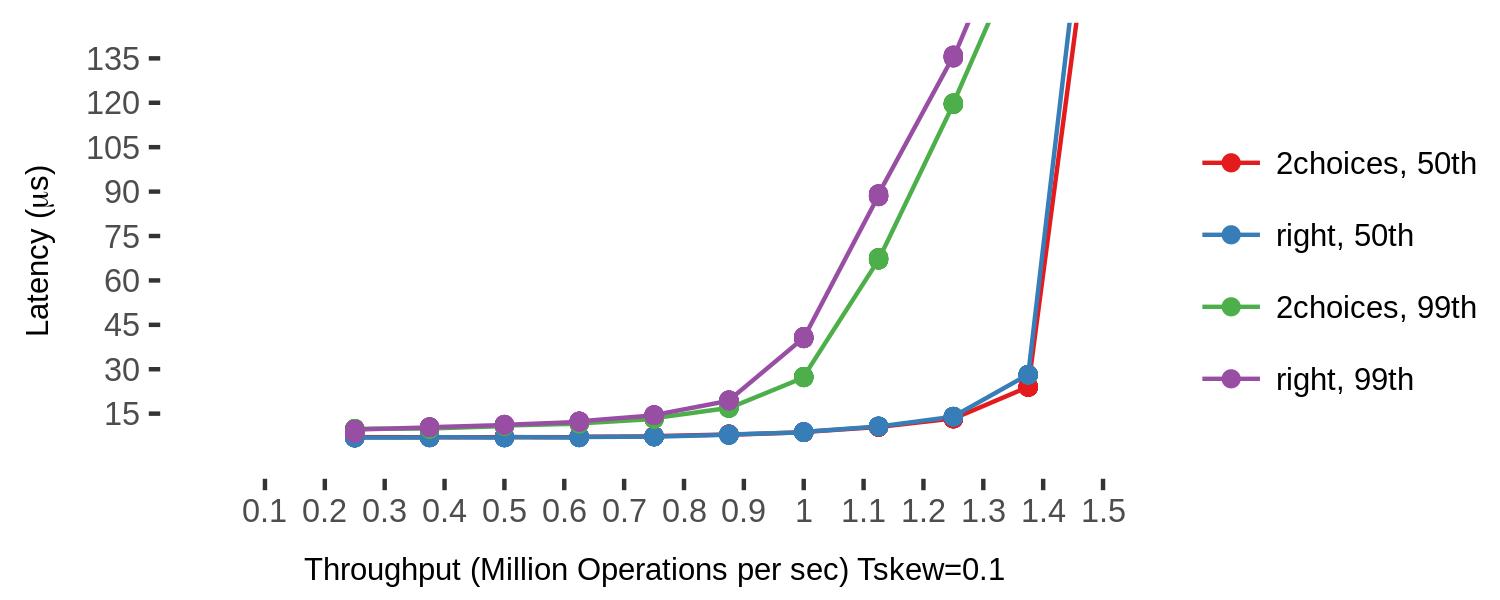 135
120
105
90
75
60
45
30
15
Latency (µs)
0.1 0.2 0.3 0.4 0.5 0.6 0.7 0.8 0.9 1 1.1 1.2 1.3 1.4 1.5
Throughput (Million Operations per sec) Tskew=0.1
2choices, 50th
right, 50th
2choices, 99th
right, 99th